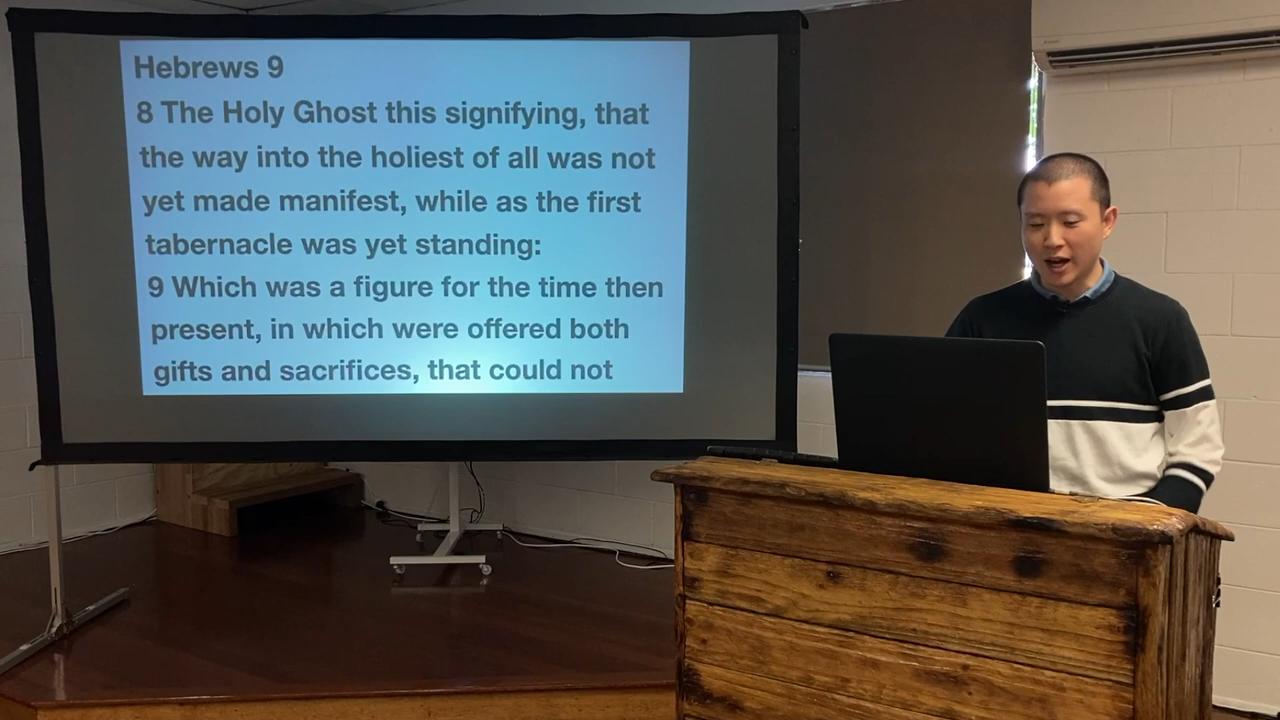 Hebrews 9
8 The Holy Ghost this signifying, that
the way into the holiest of all was not
yet made manifest, while as the first
tabernacle was yet standing:
9 Which was a figure for the time then
present, in which were offered both
gifts and sacrifices, that could not